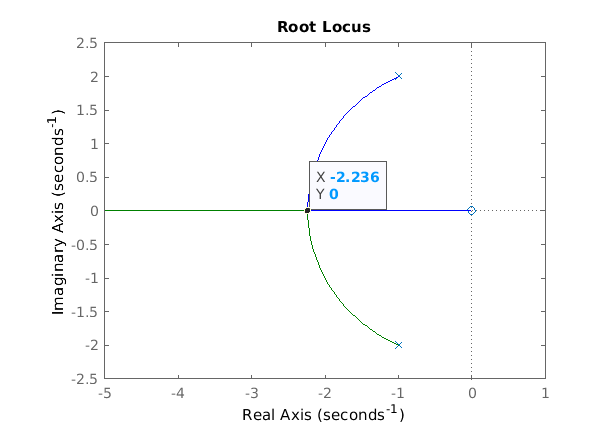 Root Locus
Imaginary Axis (seconds⁻¹)
2.5
2
1.5
1
0.5
0
-0.5
-1
-1.5
-2
-2.5
X -2.236
Y 0
-5 -4 -3 -2 -1 0 1
Real Axis (seconds⁻¹)